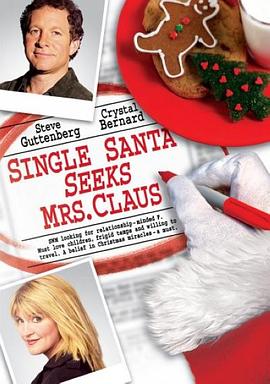 Steve
Guttenberg
Crystal
Bernard
SINGLE SANTA
SEEKS
MRS. CLAUS
SWM looking for relationship-minded F.
Must love children, frigid temps and willing to
travel. A belief in Christmas miracles - a must.